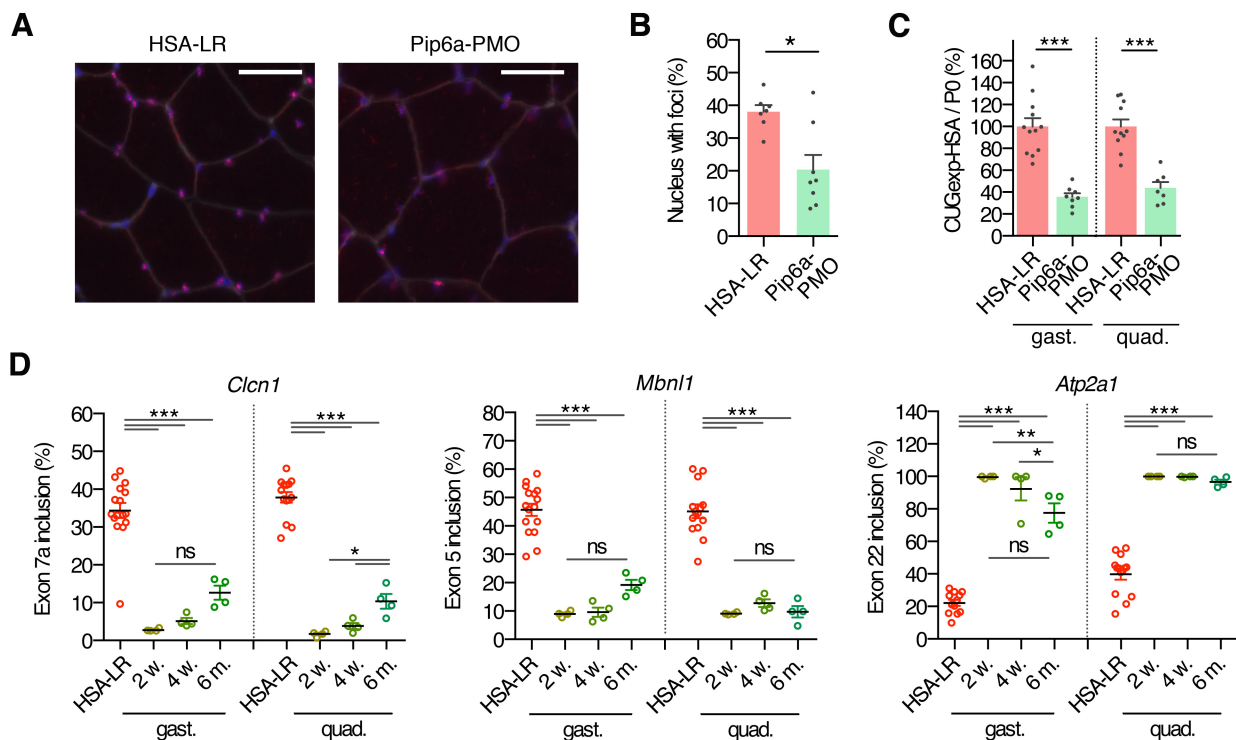 A
HSA-LR
Pip6a-PMO
B
Nucleus with foci (%)
60
50
40
30
20
10
0
*
HSA-LR
Pip6a-
PMO
C
CUGexp-HSA / P0 (%)
160
140
120
100
80
60
40
20
0
***
***
HSA-LR
Pip6a-
PMO
HSA-LR
Pip6a-
PMO
gast.
quad.
D
Clcn1
Exon 7a inclusion (%)
60
50
40
30
20
10
0
***
***
ns
*
HSA-LR
2 w.
4 w.
6 m.
HSA-LR
2 w.
4 w.
6 m.
gast.
quad.
Mbnl1
Exon 5 inclusion (%)
80
70
60
50
40
30
20
10
0
***
***
ns
ns
HSA-LR
2 w.
4 w.
6 m.
HSA-LR
2 w.
4 w.
6 m.
gast.
quad.
Atp2a1
Exon 22 inclusion (%)
140
120
100
80
60
40
20
0
***
***
**
ns
*
ns
HSA-LR
2 w.
4 w.
6 m.
HSA-LR
2 w.
4 w.
6 m.
gast.
quad.